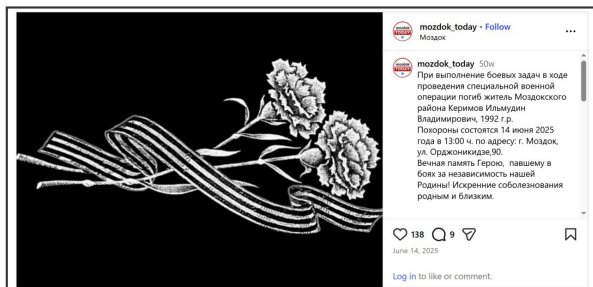 mozdok_today • Follow
Моздок
mozdok_today 50w
При выполнение боевых задач в ходе
проведения специальной военной
операции погиб житель Моздокского
района Керимов Ильмудин
Владимирович, 1992 г.р.
Похороны состоятся 14 июня 2025
года в 13:00 ч. по адресу: г. Моздок,
ул. Орджоникидзе,90.
Вечная память Герою, павшему в
боях за независимость нашей
Родины! Искренние соболезнования
родным и близким.
138 9
June 14, 2025
Log in to like or comment.